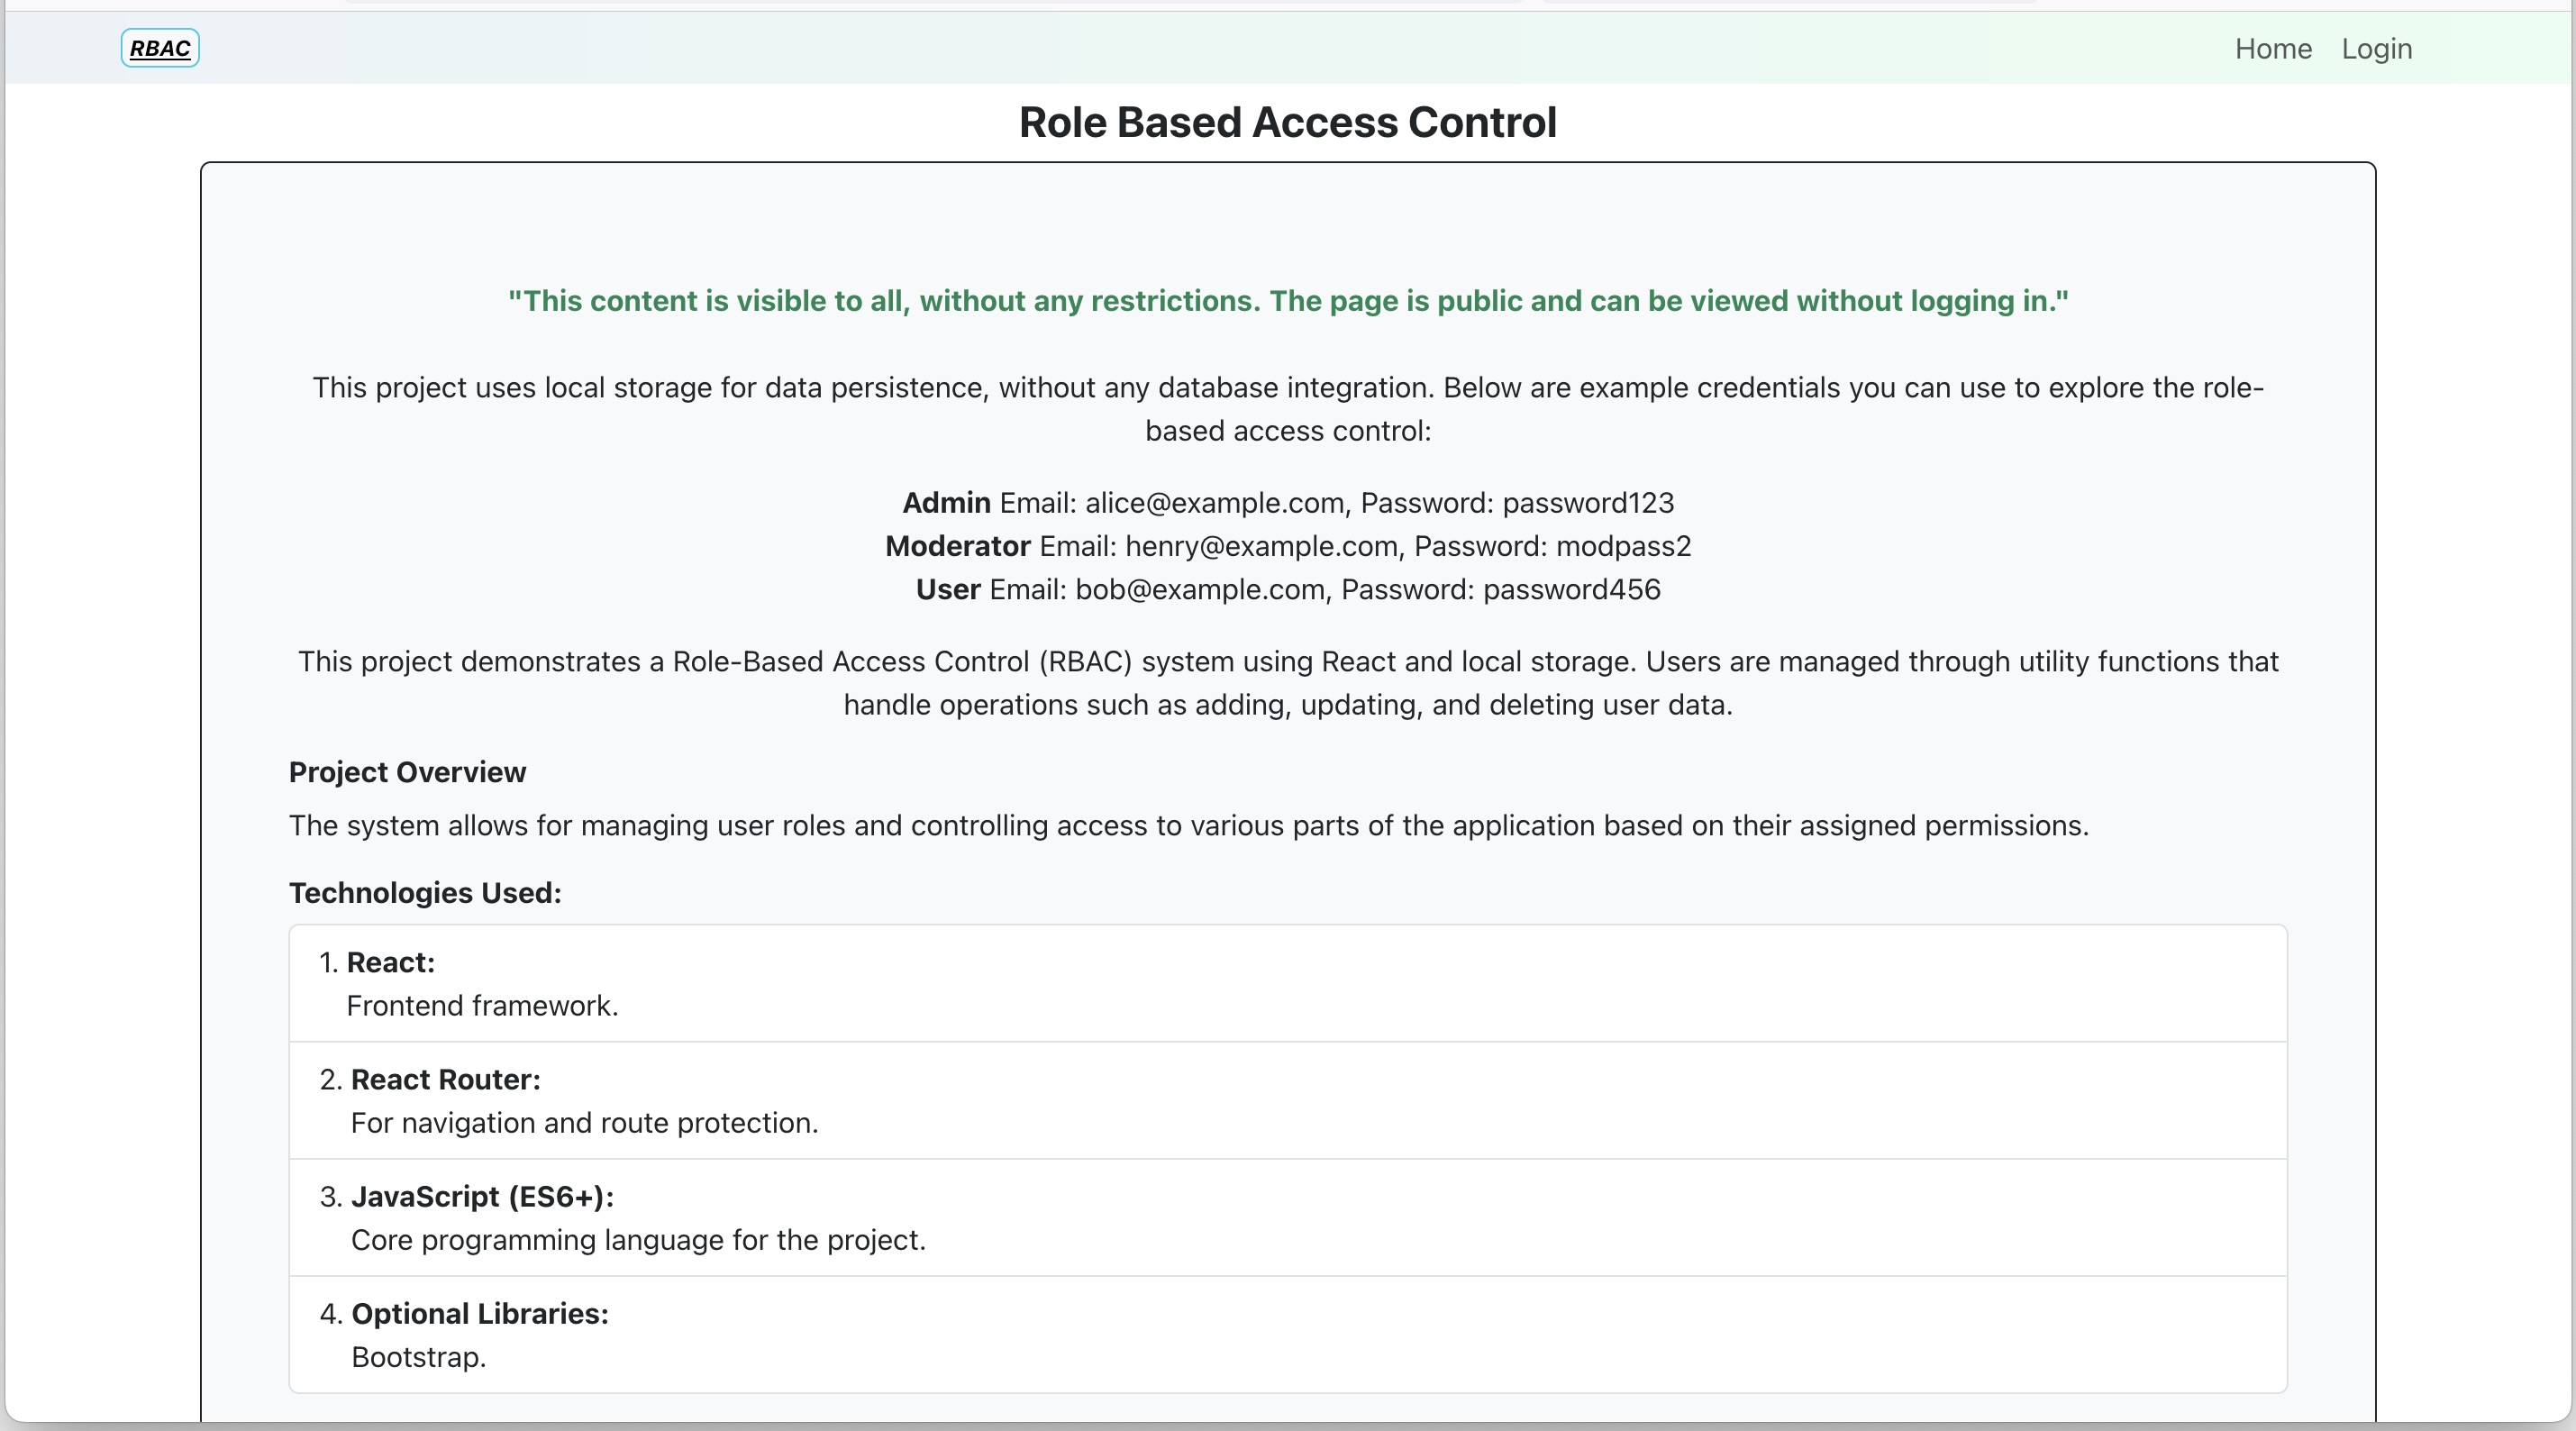 RBAC
Home Login
Role Based Access Control
"This content is visible to all, without any restrictions. The page is public and can be viewed without logging in."
This project uses local storage for data persistence, without any database integration. Below are example credentials you can use to explore the role-
based access control:
Admin Email: alice@example.com, Password: password123
Moderator Email: henry@example.com, Password: modpass2
User Email: bob@example.com, Password: password456
This project demonstrates a Role-Based Access Control (RBAC) system using React and local storage. Users are managed through utility functions that
handle operations such as adding, updating, and deleting user data.
Project Overview
The system allows for managing user roles and controlling access to various parts of the application based on their assigned permissions.
Technologies Used:
1. React:
Frontend framework.
2. React Router:
For navigation and route protection.
3. JavaScript (ES6+):
Core programming language for the project.
4. Optional Libraries:
Bootstrap.